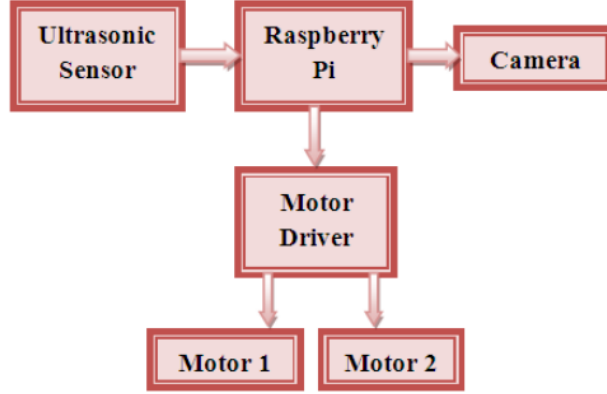 Ultrasonic
Sensor
Raspberry
Pi
Camera
Motor
Driver
Motor 1
Motor 2